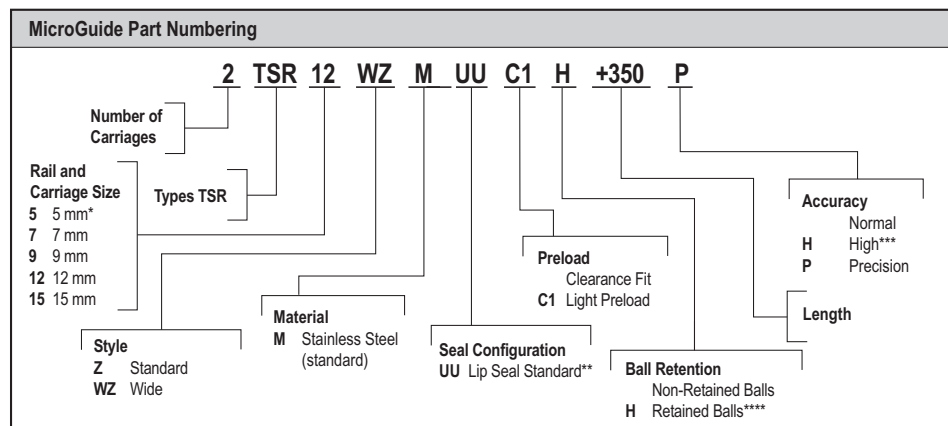 MicroGuide Part Numbering
2 TSR 12 WZ M UU C1 H +350 P
Number of
Carriages
Rail and
Carriage Size
5 5 mm*
7 7 mm
9 9 mm
12 12 mm
15 15 mm
Types TSR
Style
Z Standard
WZ Wide
Material
M Stainless Steel
(standard)
Seal Configuration
UU Lip Seal Standard**
Preload
Clearance Fit
C1 Light Preload
Ball Retention
Non-Retained Balls
H Retained Balls****
Length
Accuracy
Normal
H High***
P Precision